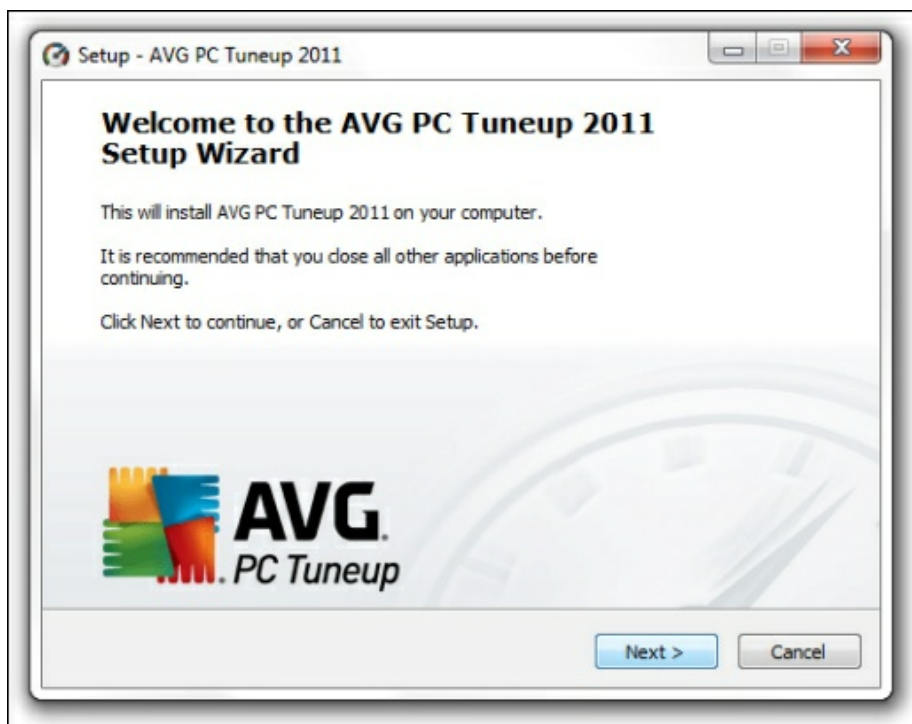 Setup - AVG PC Tuneup 2011
Welcome to the AVG PC Tuneup 2011
Setup Wizard
This will install AVG PC Tuneup 2011 on your computer.
It is recommended that you close all other applications before
continuing.
Click Next to continue, or Cancel to exit Setup.
AVG.
PC Tuneup
Next >
Cancel